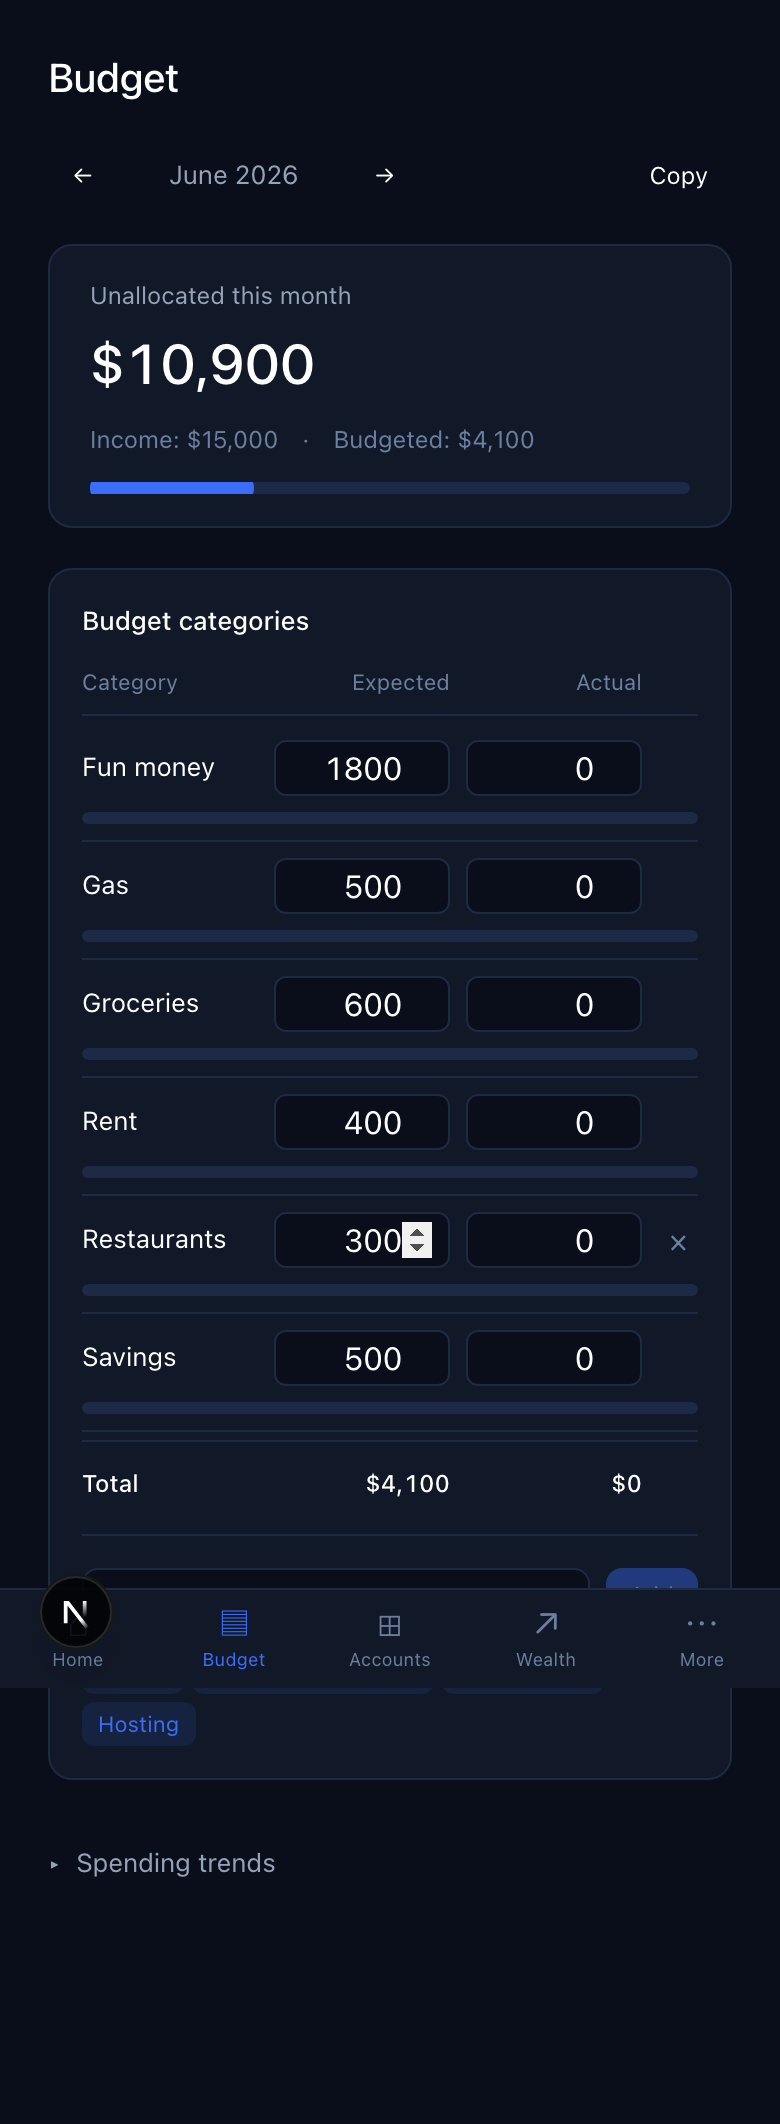 Budget
← June 2026 → Copy
Unallocated this month
$10,900
Income: $15,000 · Budgeted: $4,100
Budget categories
Category Expected Actual
Fun money 1800 0
Gas 500 0
Groceries 600 0
Rent 400 0
Restaurants 300 0 ×
Savings 500 0
Total $4,100 $0
N
Home Budget Accounts Wealth More
Hosting
▸ Spending trends